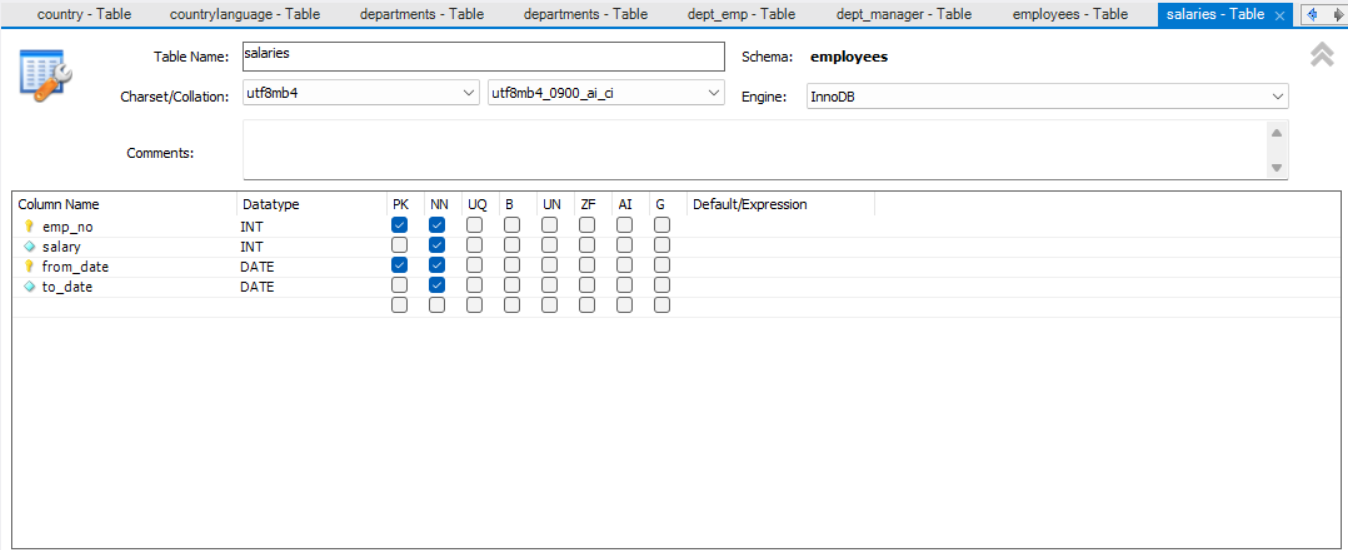 country - Table countrylanguage - Table departments - Table departments - Table dept_emp - Table dept_manager - Table employees - Table salaries - Table
Table Name: salaries Schema: employees
Charset/Collation: utf8mb4 utf8mb4_0900_ai_ci Engine: InnoDB
Comments:
Column Name Datatype PK NN UQ B UN ZF AI G Default/Expression
emp_no INT
salary INT
from_date DATE
to_date DATE